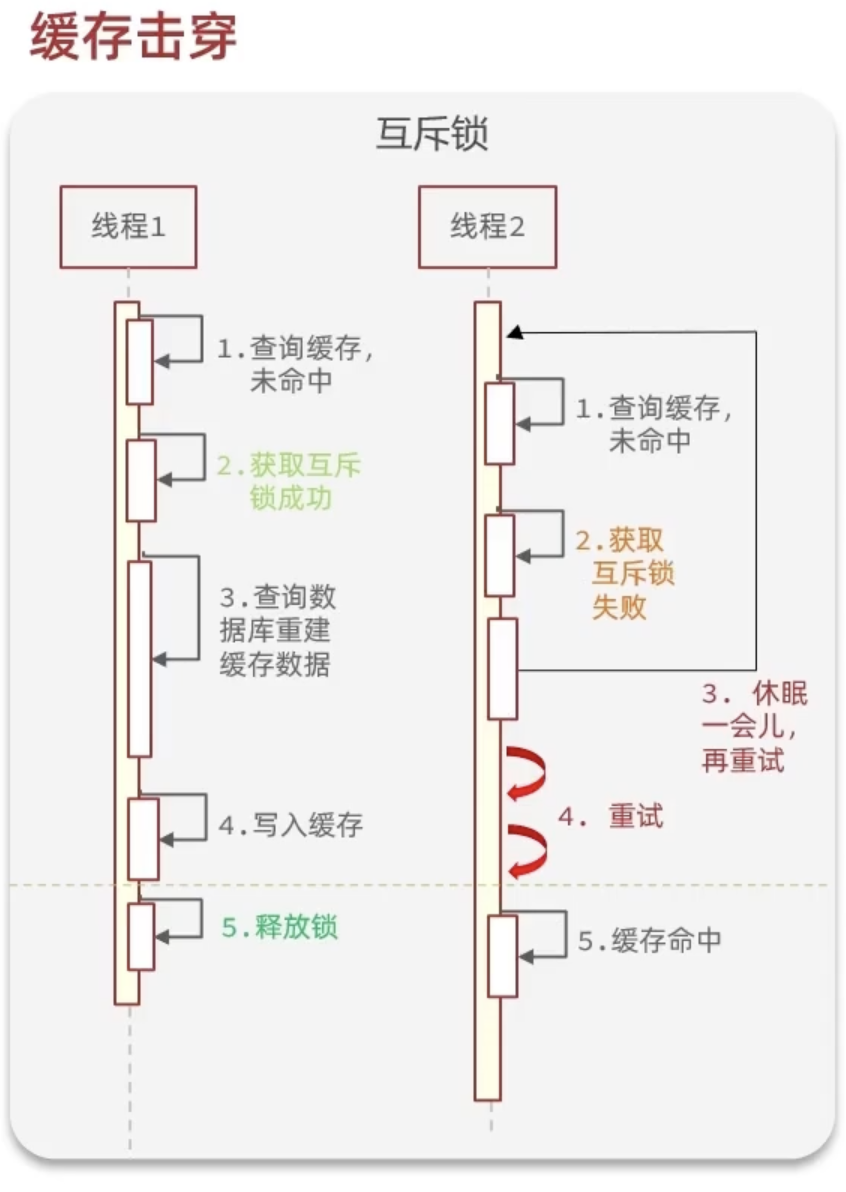 缓存击穿
互斥锁
线程1
1.查询缓存,
未命中
2.获取互斥
锁成功
3.查询数
据库重建
缓存数据
4.写入缓存
5.释放锁
线程2
1.查询缓存,
未命中
2.获取
互斥锁
失败
3. 休眠
一会儿,
再重试
4. 重试
5.缓存命中